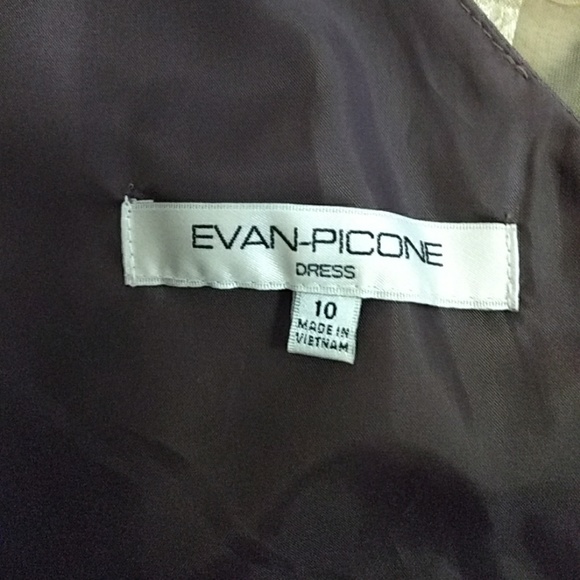 EVAN-PICONE
DRESS
10
MADE IN
VIETNAM